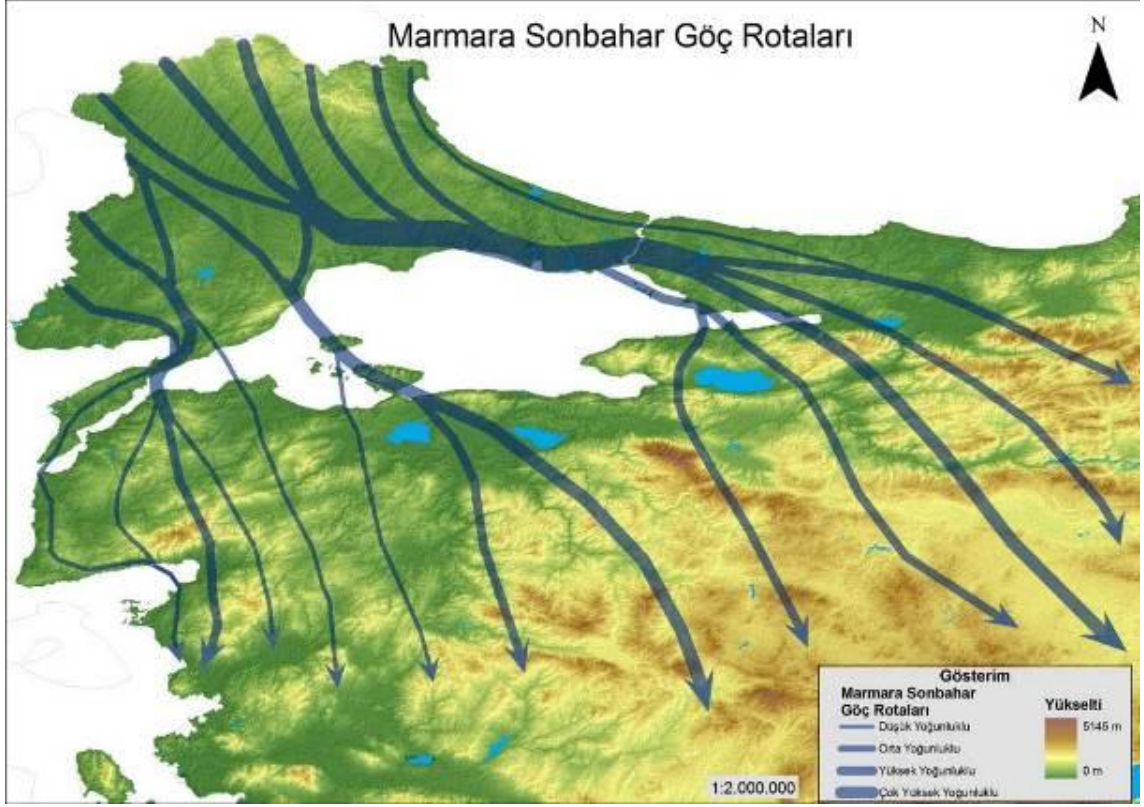 Marmara Sonbahar Göç Rotaları
N
Gösterim
Marmara Sonbahar
Göç Rotaları
Düşük Yoğunluklu
Orta Yoğunluklu
Yüksek Yoğunluklu
Çok Yüksek Yoğunluklu
Yükselti
5145 m
0 m
1:2.000.000